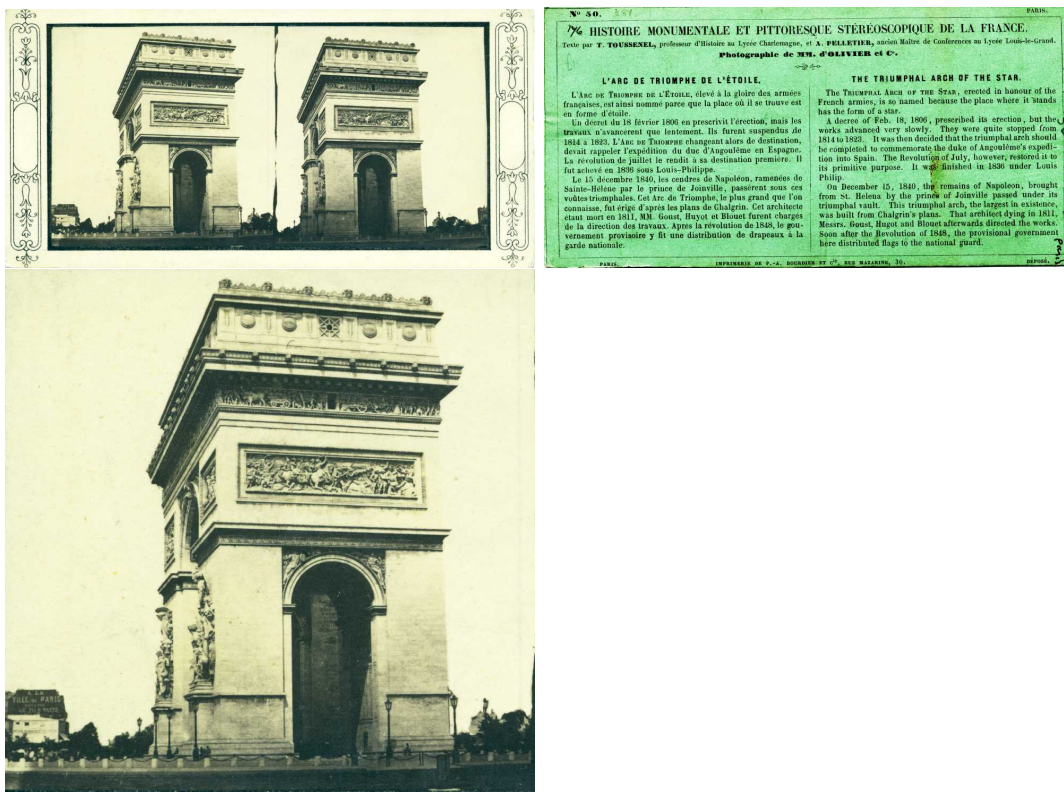 Nº 50.
PARIS.
HISTOIRE MONUMENTALE ET PITTORESQUE STÉRÉOSCOPIQUE DE LA FRANCE.
Texte par T. TOUSSENEL, professeur d'Histoire au Lycée Charlemagne, et A. PELLETIER, ancien Maître de Conférences au Lycée Louis-le-Grand.
Photographie de MM. d'OLIVIER et Cº.
L'ARC DE TRIOMPHE DE L'ÉTOILE.
L'ARC DE TRIOMPHE DE L'ÉTOILE, élevé à la gloire des armées
françaises, est ainsi nommé parce que la place où il se trouve est
en forme d'étoile.
Un décret du 18 février 1806 en prescrivit l'érection, mais les
travaux n'avancèrent que lentement. Ils furent suspendus de
1814 à 1823. L'ARC DE TRIOMPHE changeant alors de destination,
devait rappeler l'expédition du duc d'Angoulême en Espagne.
La révolution de juillet le rendit à sa destination première. Il
fut achevé en 1836 sous Louis-Philippe.
Le 15 décembre 1840, les cendres de Napoléon, ramenées de
Sainte-Hélène par le prince de Joinville, passèrent sous ces
voûtes triomphales. Cet Arc de Triomphe, le plus grand que l'on
connaisse, fut érigé d'après les plans de Chalgrin. Cet architecte
étant mort en 1811, MM. Goust, Huyot et Blouet furent chargés
de la direction des travaux. Après la révolution de 1848, le gou-
vernement provisoire y fit une distribution de drapeaux à la
garde nationale.
THE TRIUMPHAL ARCH OF THE STAR.
The TRIUMPHAL ARCH OF THE STAR, erected in honour of the
French armies, is so named because the place where it stands
has the form of a star.
A decree of Feb. 18, 1806, prescribed its erection, but the
works advanced very slowly. They were quite stopped from
1814 to 1823. It was then decided that the triumphal arch should
be completed to commemorate the duke of Angoulême's expedi-
tion into Spain. The Revolution of July, however, restored it to
its primitive purpose. It was finished in 1836 under Louis
Philip.
On December 15, 1840, the remains of Napoleon, brought
from St. Helena by the prince of Joinville passed under its
triumphal vault. This triumphal arch, the largest in existence,
was built from Chalgrin's plans. That architect dying in 1811,
Messrs. Goust, Hugot and Blouet afterwards directed the works.
Soon after the Revolution of 1848, the provisional government
here distributed flags to the national guard.
PARIS.
IMPRIMERIE DE P.-A. BOURDIER ET Cie, RUE MAZARINE, 30.
DÉPOSÉ.
VILLE DE PARIS